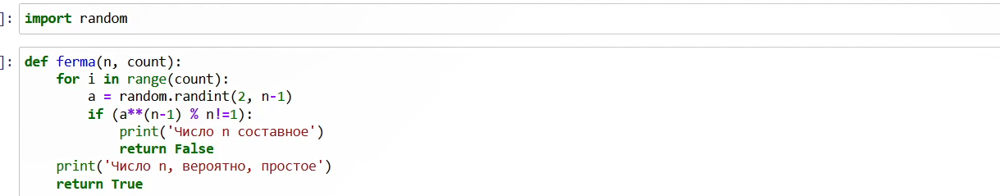 ]: import random
]: def ferma(n, count):
    for i in range(count):
        a = random.randint(2, n-1)
        if (a**(n-1) % n!=1):
            print('Число n составное')
            return False
    print('Число n, вероятно, простое')
    return True